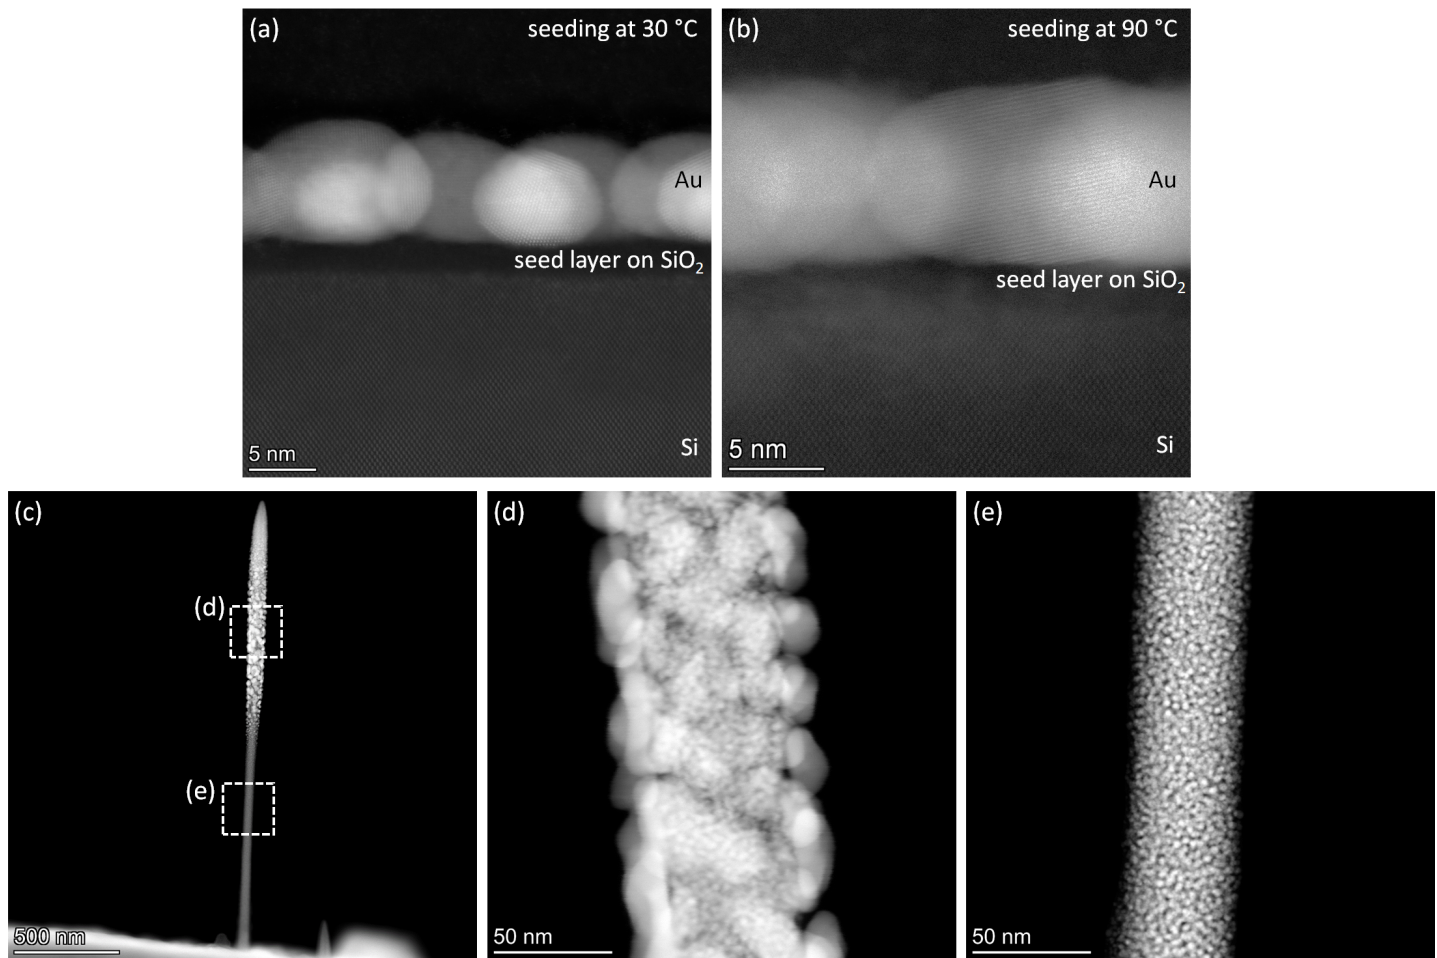 (a) seeding at 30 °C
Au
seed layer on SiO₂
5 nm Si
(b) seeding at 90 °C
Au
seed layer on SiO₂
5 nm Si
(c)
(d)
(e)
500 nm
(d)
50 nm
(e)
50 nm